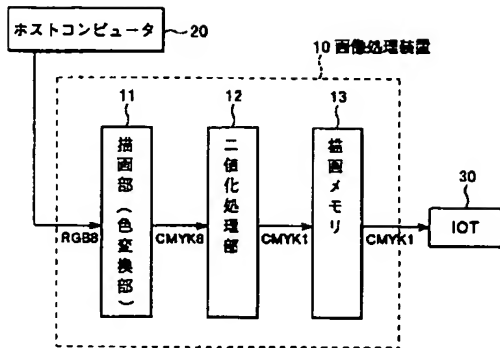 ホストコンピュータ
20
10 画像処理装置
11
12
13
描画部(色変換部)
二値化処理部
描画メモリ
30
IOT
RGB8
CMYK8
CMYK1
CMYK1